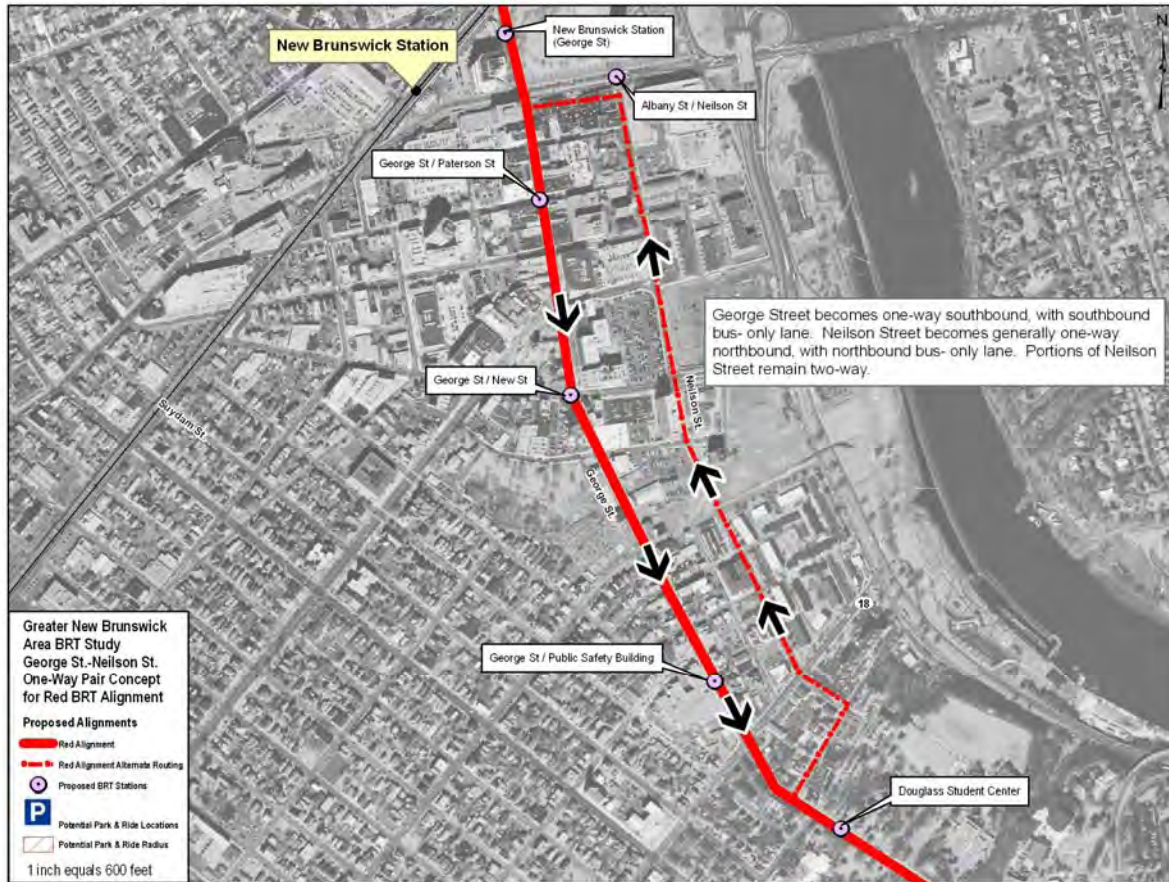 New Brunswick Station
(George St)
N
New Brunswick Station
Albany St / Neilson St
George St / Paterson St
George Street becomes one-way southbound, with southbound
bus- only lane. Neilson Street becomes generally one-way
northbound, with northbound bus- only lane. Portions of Neilson
Street remain two-way.
George St / New St
Neilson St.
Suydam St.
George St.
18
Greater New Brunswick
Area BRT Study
George St.-Neilson St.
One-Way Pair Concept
for Red BRT Alignment
George St / Public Safety Building
Proposed Alignments
Red Alignment
Red Alignment Alternate Routing
Proposed BRT Stations
Douglass Student Center
P
Potential Park & Ride Locations
Potential Park & Ride Radius
1 inch equals 600 feet